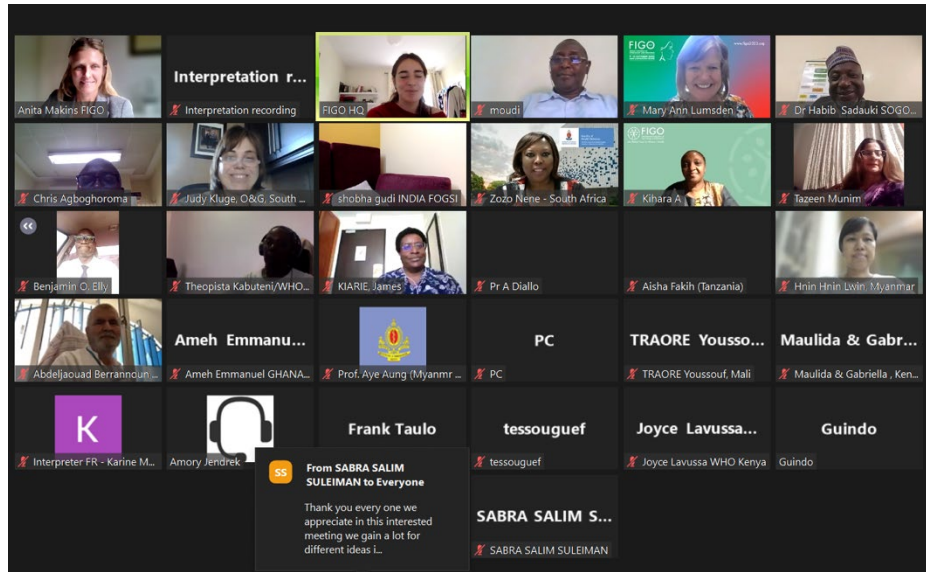 Anita Makins FIGO
Interpretation r...
Interpretation recording
FIGO HQ
moudi
FIGO
www.figo2021.org
Mary Ann Lumsden
Dr Habib Sadauki SOGO...
Chris Agboghoroma
Judy Kluge, O&G, South ...
shobha gudi INDIA FOGSI
Zozo Nene - South Africa
FIGO
Kihara A
Tazeen Munim
Benjamin O. Elly
Theopista Kabuteni/WHO...
KIARIE, James
Pr A Diallo
Aisha Fakih (Tanzania)
Hnin Hnin Lwin, Myanmar
Abdeljaouad Berrannoun ...
Ameh Emmanu...
Ameh Emmanuel GHANA...
Prof. Aye Aung (Myanmr ...
PC
PC
TRAORE Yousso...
TRAORE Youssouf, Mali
Maulida & Gabr...
Maulida & Gabriella , Ken...
K
Interpreter FR - Karine M...
Amory Jendrek
Frank Taulo
tessouguef
tessouguef
Joyce Lavussa...
Joyce Lavussa WHO Kenya
Guindo
Guindo
SS
From SABRA SALIM
SULEIMAN to Everyone
Thank you every one we
appreciate in this interested
meeting we gain a lot for
different ideas i...
SABRA SALIM S...
SABRA SALIM SULEIMAN